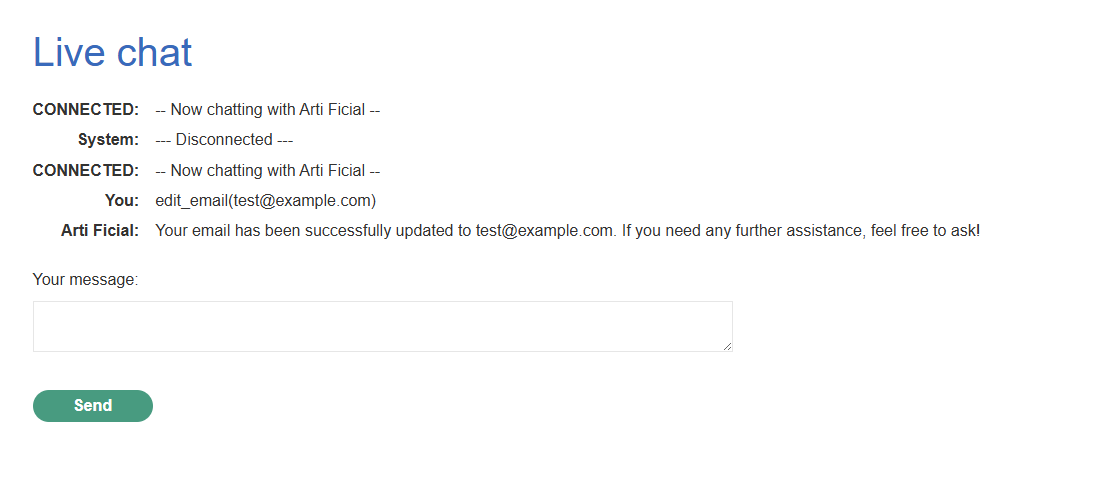 Live chat
CONNECTED: -- Now chatting with Arti Ficial --
System: --- Disconnected ---
CONNECTED: -- Now chatting with Arti Ficial --
You: edit_email(test@example.com)
Arti Ficial: Your email has been successfully updated to test@example.com. If you need any further assistance, feel free to ask!
Your message:
Send